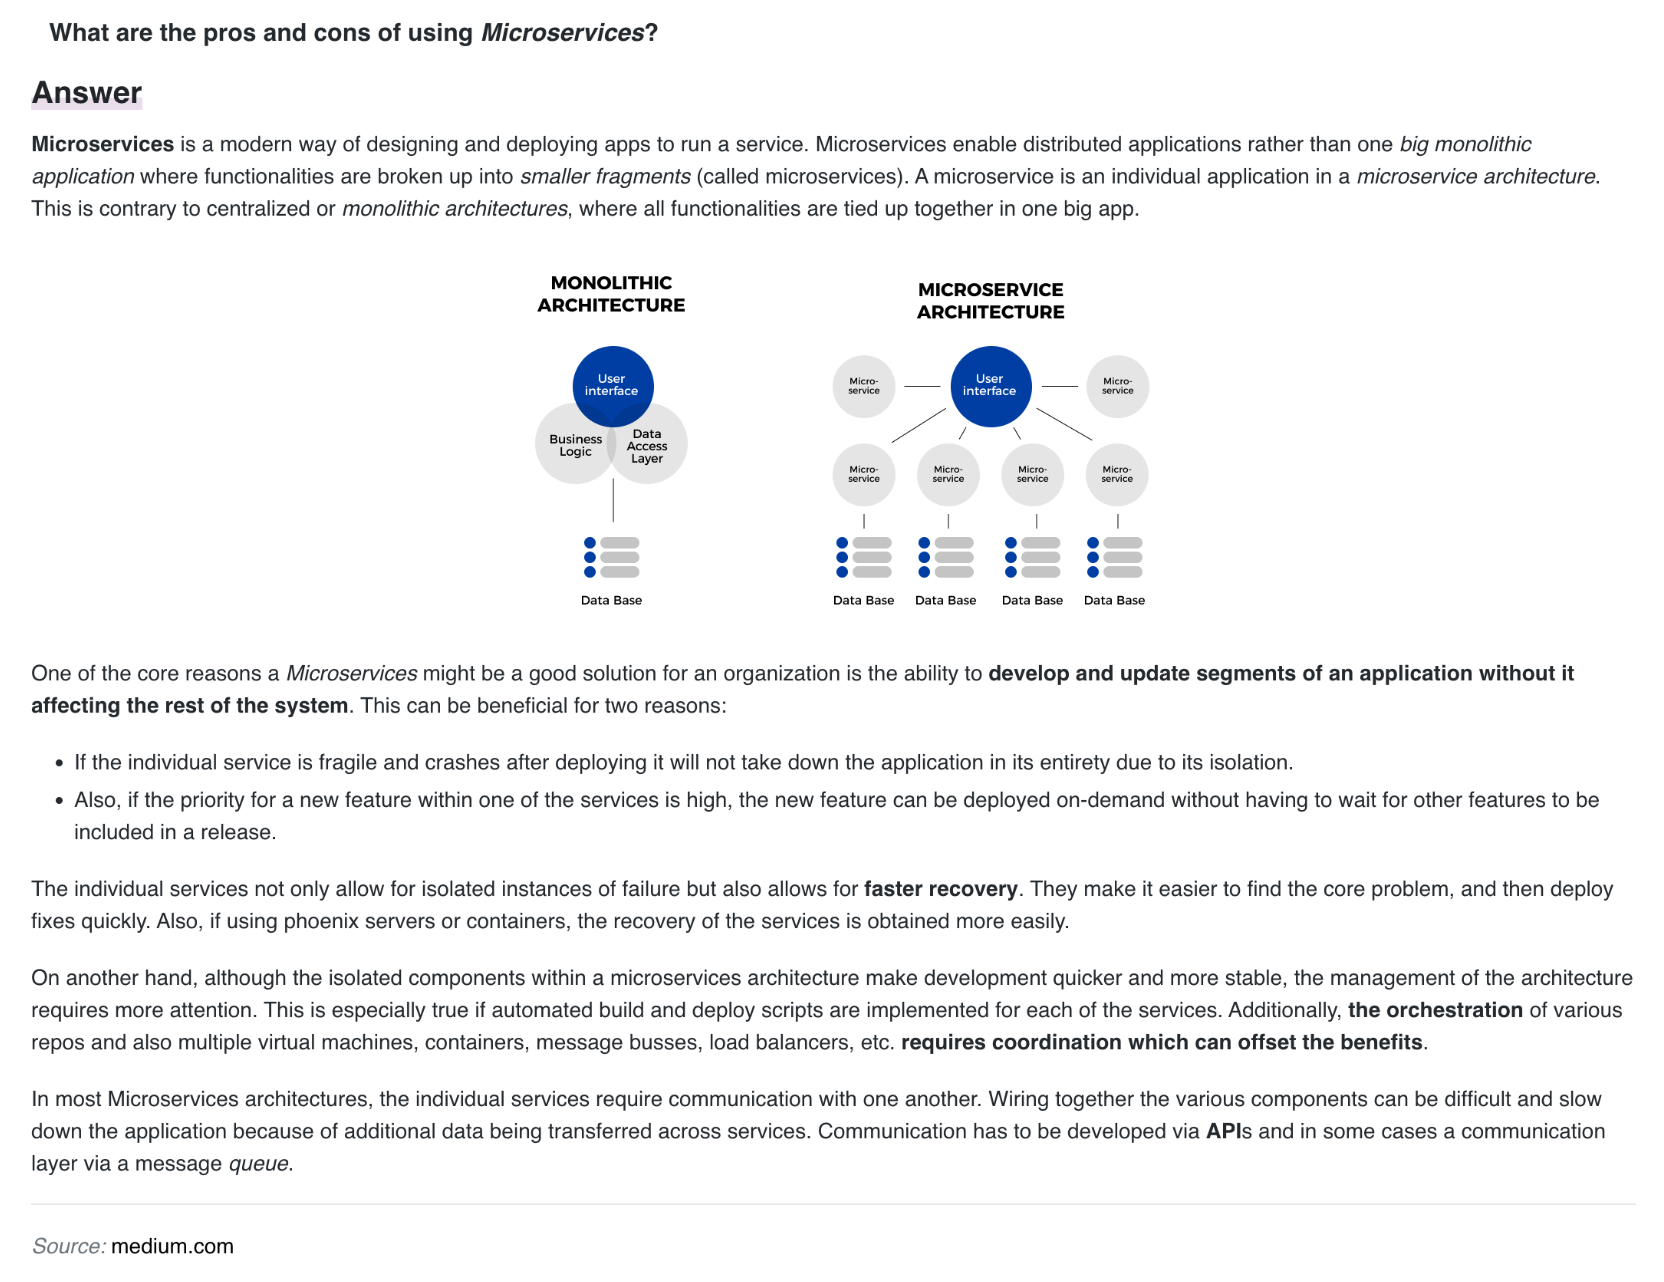 What are the pros and cons of using Microservices?
Answer
Microservices is a modern way of designing and deploying apps to run a service. Microservices enable distributed applications rather than one big monolithic
application where functionalities are broken up into smaller fragments (called microservices). A microservice is an individual application in a microservice architecture.
This is contrary to centralized or monolithic architectures, where all functionalities are tied up together in one big app.
MONOLITHIC
ARCHITECTURE
User
interface
Business
Logic
Data
Access
Layer
Data Base
MICROSERVICE
ARCHITECTURE
Micro-
service
User
interface
Micro-
service
Micro-
service
Micro-
service
Micro-
service
Micro-
service
Data Base
Data Base
Data Base
Data Base
One of the core reasons a Microservices might be a good solution for an organization is the ability to develop and update segments of an application without it
affecting the rest of the system. This can be beneficial for two reasons:
• If the individual service is fragile and crashes after deploying it will not take down the application in its entirety due to its isolation.
• Also, if the priority for a new feature within one of the services is high, the new feature can be deployed on-demand without having to wait for other features to be
included in a release.
The individual services not only allow for isolated instances of failure but also allows for faster recovery. They make it easier to find the core problem, and then deploy
fixes quickly. Also, if using phoenix servers or containers, the recovery of the services is obtained more easily.
On another hand, although the isolated components within a microservices architecture make development quicker and more stable, the management of the architecture
requires more attention. This is especially true if automated build and deploy scripts are implemented for each of the services. Additionally, the orchestration of various
repos and also multiple virtual machines, containers, message busses, load balancers, etc. requires coordination which can offset the benefits.
In most Microservices architectures, the individual services require communication with one another. Wiring together the various components can be difficult and slow
down the application because of additional data being transferred across services. Communication has to be developed via APIs and in some cases a communication
layer via a message queue.
Source: medium.com